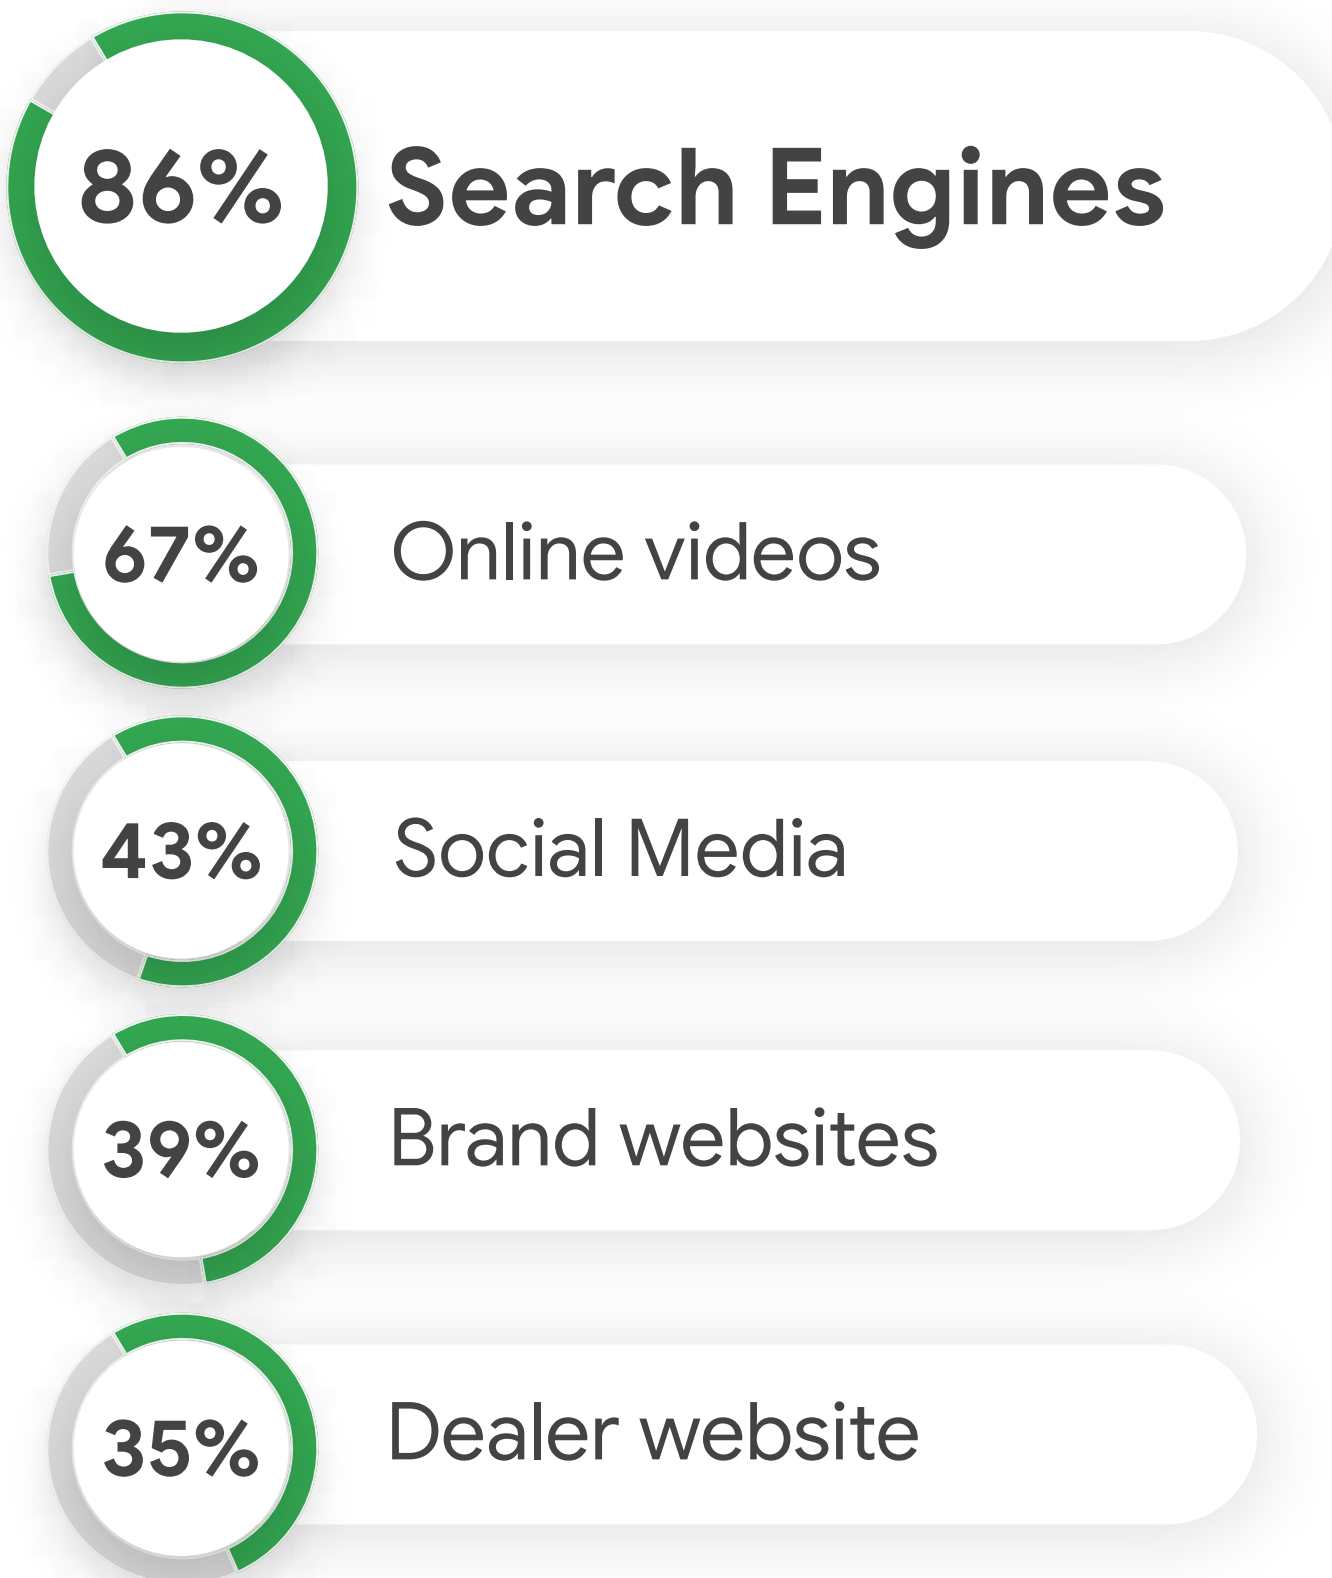 86% Search Engines
67% Online videos
43% Social Media
39% Brand websites
35% Dealer website